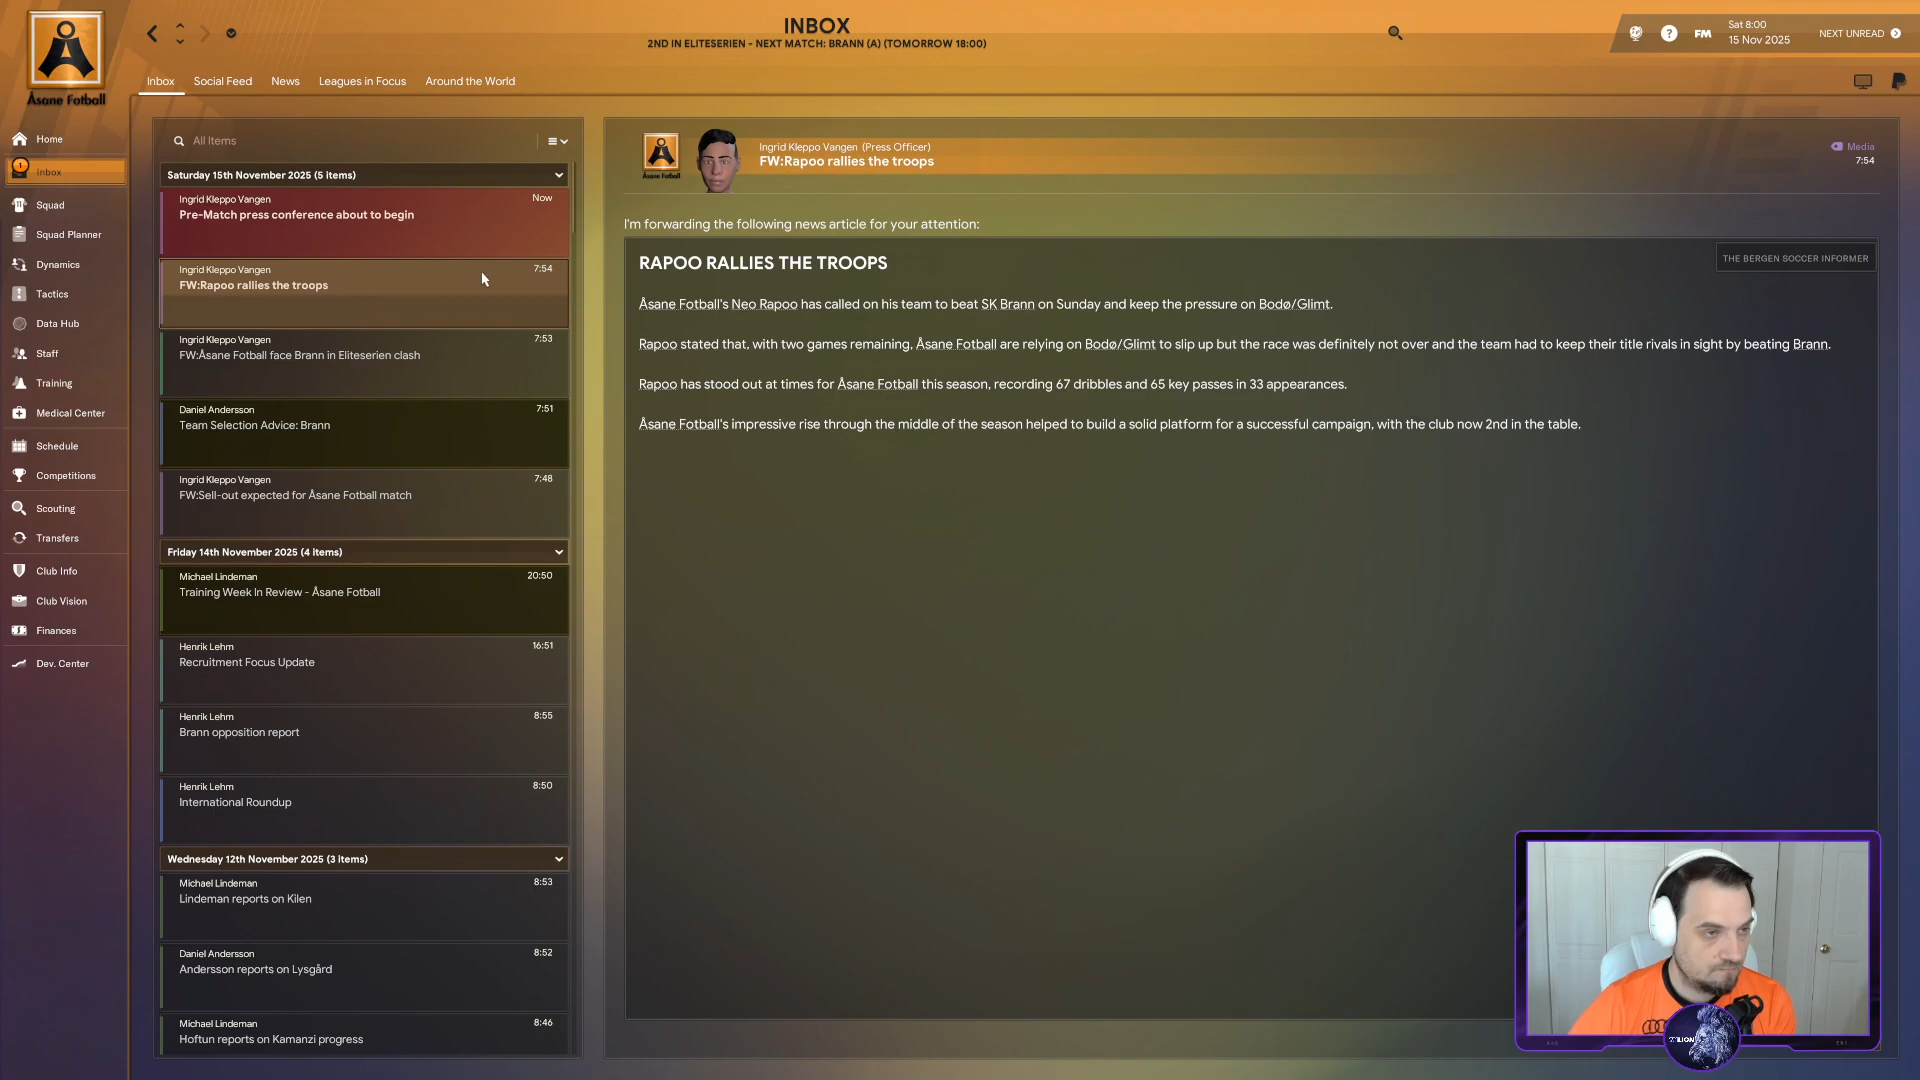 Åsane Fotball
INBOX
2ND IN ELITESERIEN - NEXT MATCH: BRANN (A) (TOMORROW 18:00)
?
FM
Sat 8:00
15 Nov 2025
NEXT UNREAD
Inbox
Social Feed
News
Leagues in Focus
Around the World
Home
1
Inbox
Squad
Squad Planner
Dynamics
Tactics
Data Hub
Staff
Training
Medical Center
Schedule
Competitions
Scouting
Transfers
Club Info
Club Vision
Finances
Dev. Center
All Items
Saturday 15th November 2025 (5 items)
Ingrid Kleppo Vangen Now
Pre-Match press conference about to begin
Ingrid Kleppo Vangen 7:54
FW:Rapoo rallies the troops
Ingrid Kleppo Vangen 7:53
FW:Åsane Fotball face Brann in Eliteserien clash
Daniel Andersson 7:51
Team Selection Advice: Brann
Ingrid Kleppo Vangen 7:48
FW:Sell-out expected for Åsane Fotball match
Friday 14th November 2025 (4 items)
Michael Lindeman 20:50
Training Week In Review - Åsane Fotball
Henrik Lehm 16:51
Recruitment Focus Update
Henrik Lehm 8:55
Brann opposition report
Henrik Lehm 8:50
International Roundup
Wednesday 12th November 2025 (3 items)
Michael Lindeman 8:53
Lindeman reports on Kilen
Daniel Andersson 8:52
Andersson reports on Lysgård
Michael Lindeman 8:46
Hoftun reports on Kamanzi progress
Åsane Fotball
Ingrid Kleppo Vangen (Press Officer)
FW:Rapoo rallies the troops
Media
7:54
I'm forwarding the following news article for your attention:
RAPOO RALLIES THE TROOPS
THE BERGEN SOCCER INFORMER
Åsane Fotball's Neo Rapoo has called on his team to beat SK Brann on Sunday and keep the pressure on Bodø/Glimt.
Rapoo stated that, with two games remaining, Åsane Fotball are relying on Bodø/Glimt to slip up but the race was definitely not over and the team had to keep their title rivals in sight by beating Brann.
Rapoo has stood out at times for Åsane Fotball this season, recording 67 dribbles and 65 key passes in 33 appearances.
Åsane Fotball's impressive rise through the middle of the season helped to build a solid platform for a successful campaign, with the club now 2nd in the table.